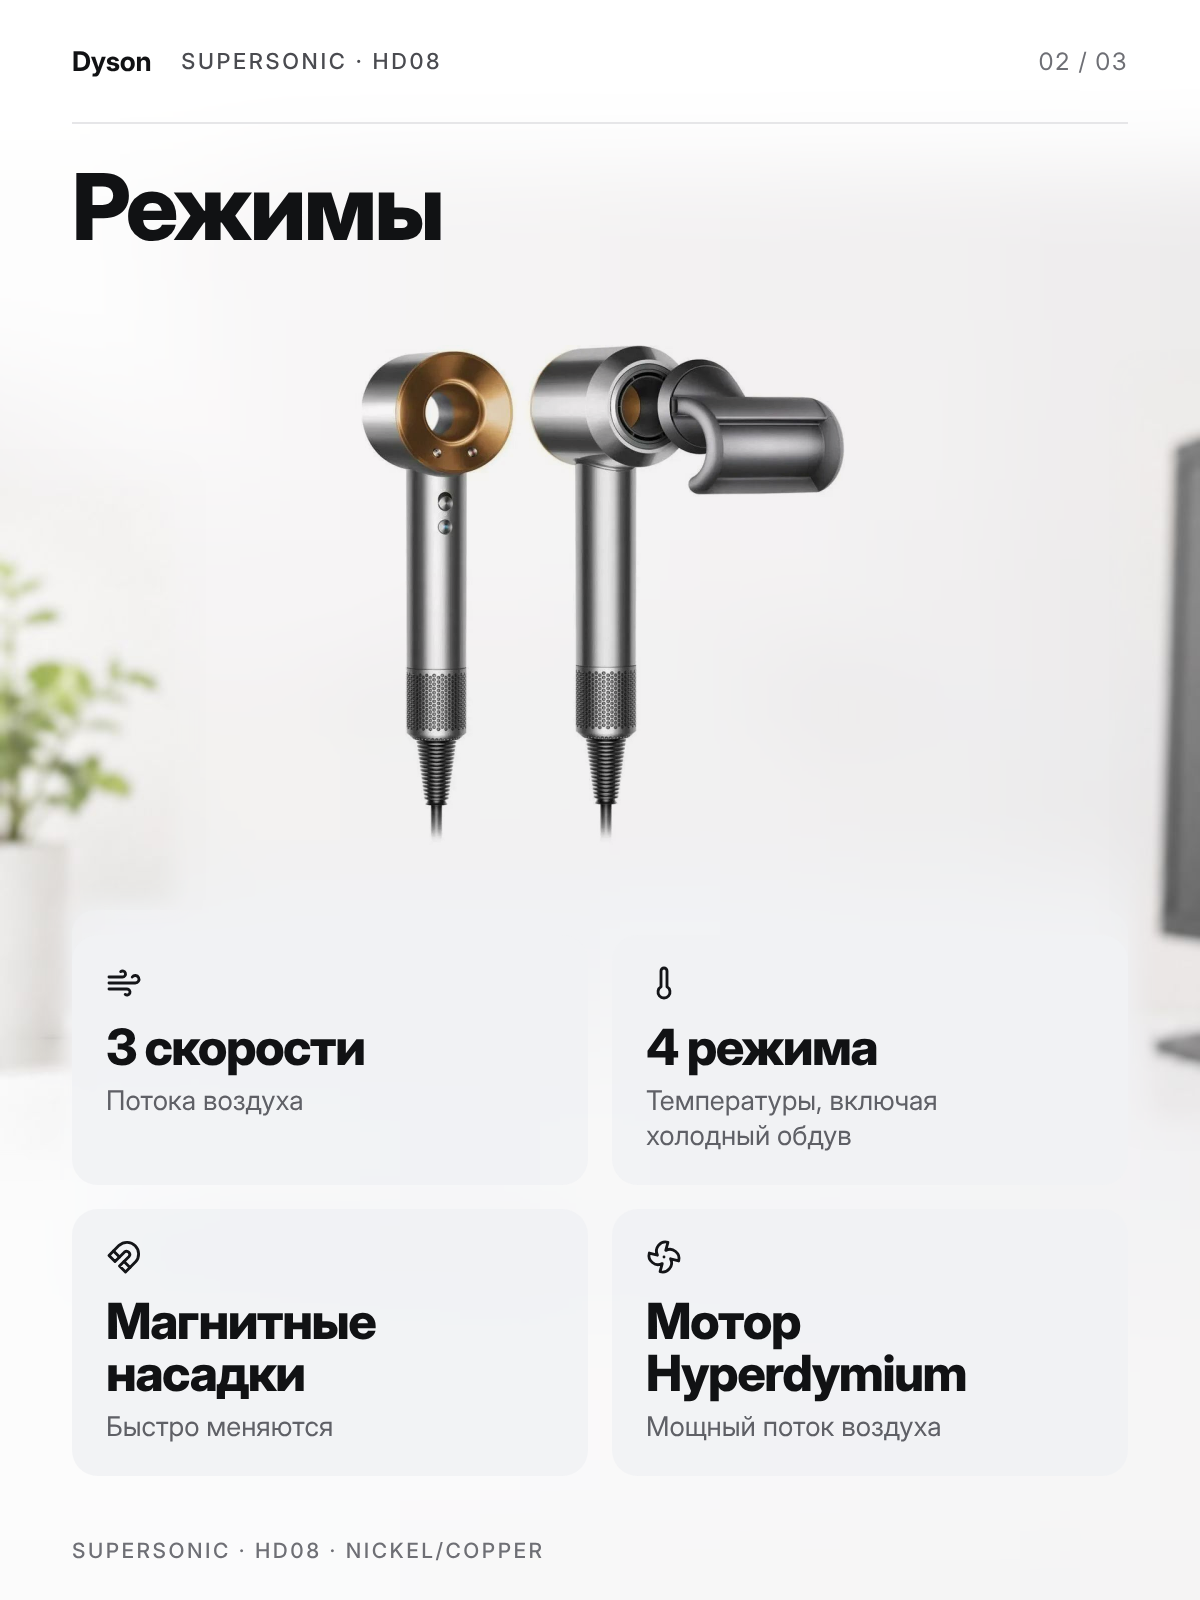 Dyson SUPERSONIC · HD08 02 / 03
Режимы
3 скорости
Потока воздуха
4 режима
Температуры, включая
холодный обдув
Магнитные
насадки
Быстро меняются
Мотор
Hyperdymium
Мощный поток воздуха
SUPERSONIC · HD08 · NICKEL/COPPER